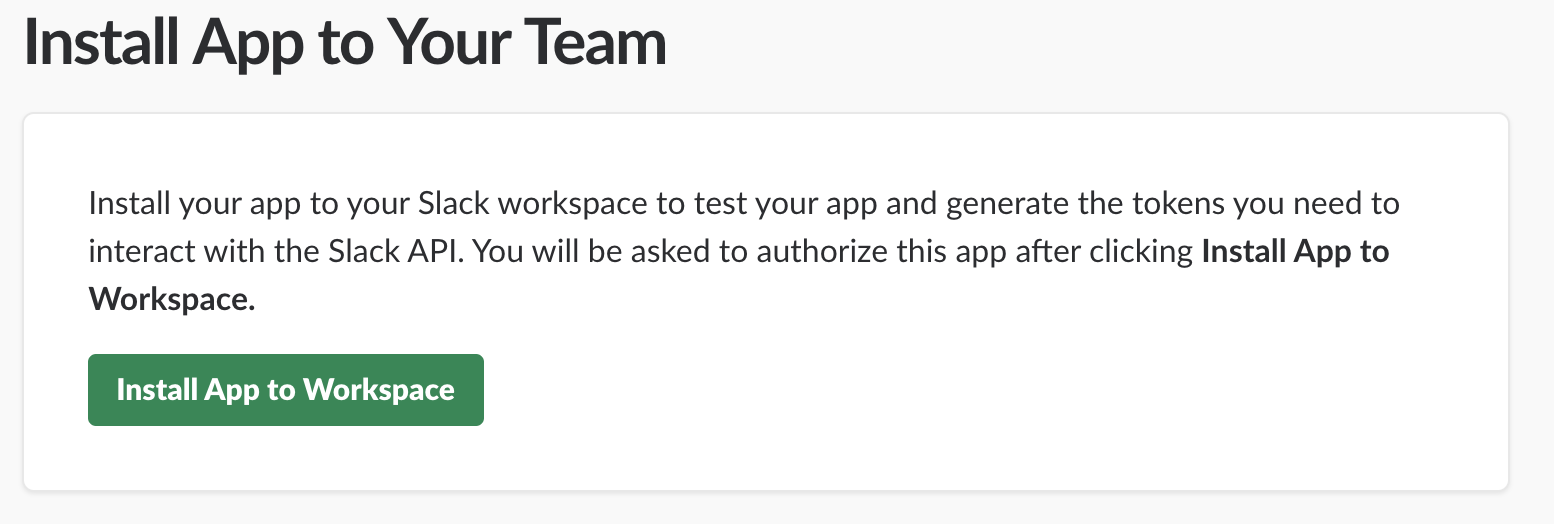 Install App to Your Team
Install your app to your Slack workspace to test your app and generate the tokens you need to
interact with the Slack API. You will be asked to authorize this app after clicking Install App to
Workspace.
Install App to Workspace